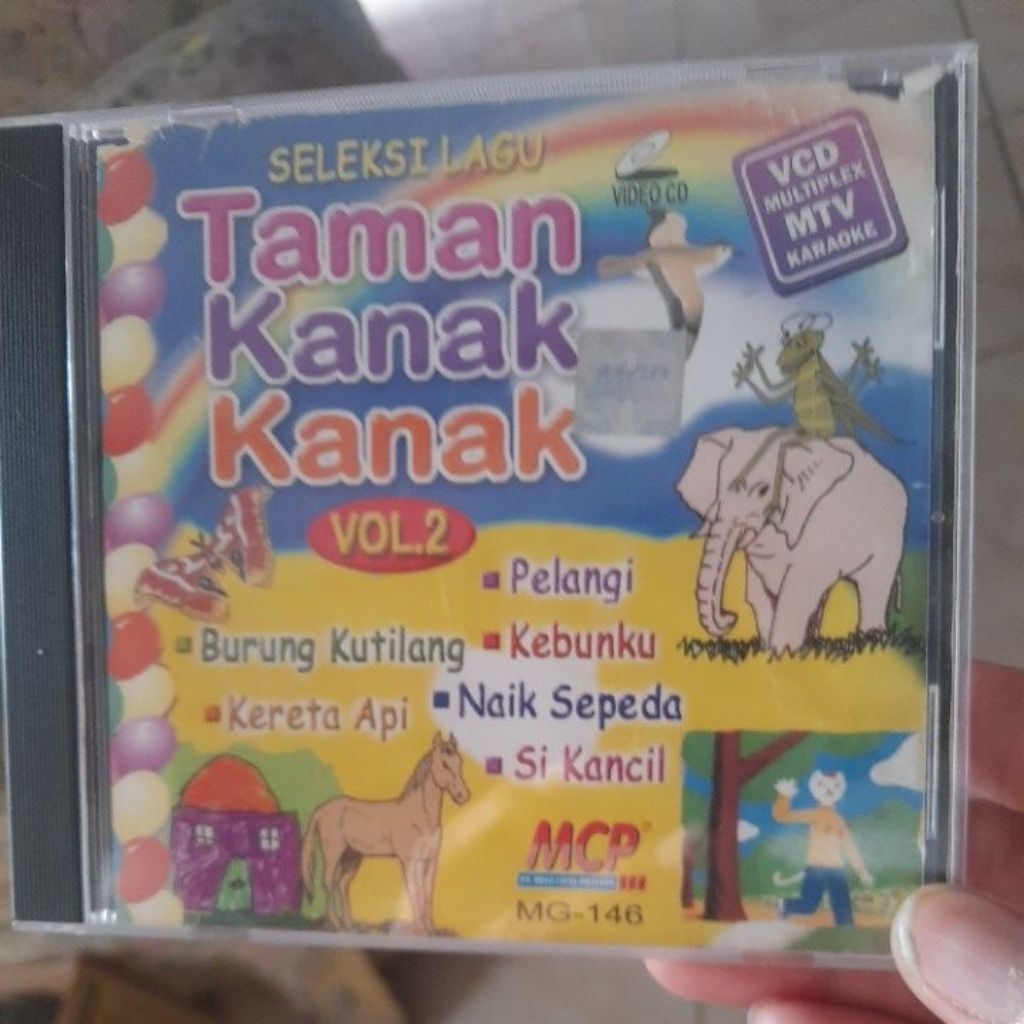 SELEKSI LAGU
Taman
Kanak
Kanak
VOL.2
VIDEO CD
VCD
MULTIPLEX
MTV
KARAOKE
Pelangi
Burung Kutilang
Kebunku
Kereta Api
Naik Sepeda
Si Kancil
MCP
MG-146